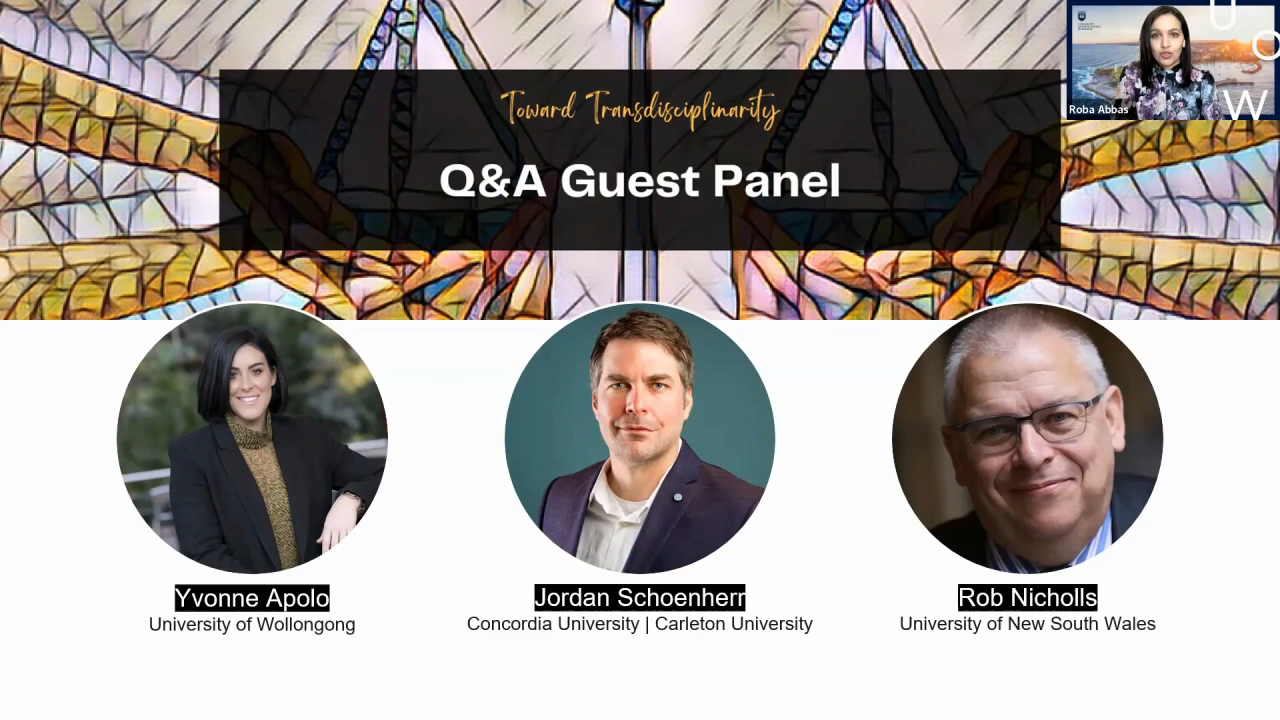 Toward Transdisciplinarity
Q&A Guest Panel
U
O
W
Roba Abbas
Yvonne Apolo
University of Wollongong
Jordan Schoenherr
Concordia University | Carleton University
Rob Nicholls
University of New South Wales